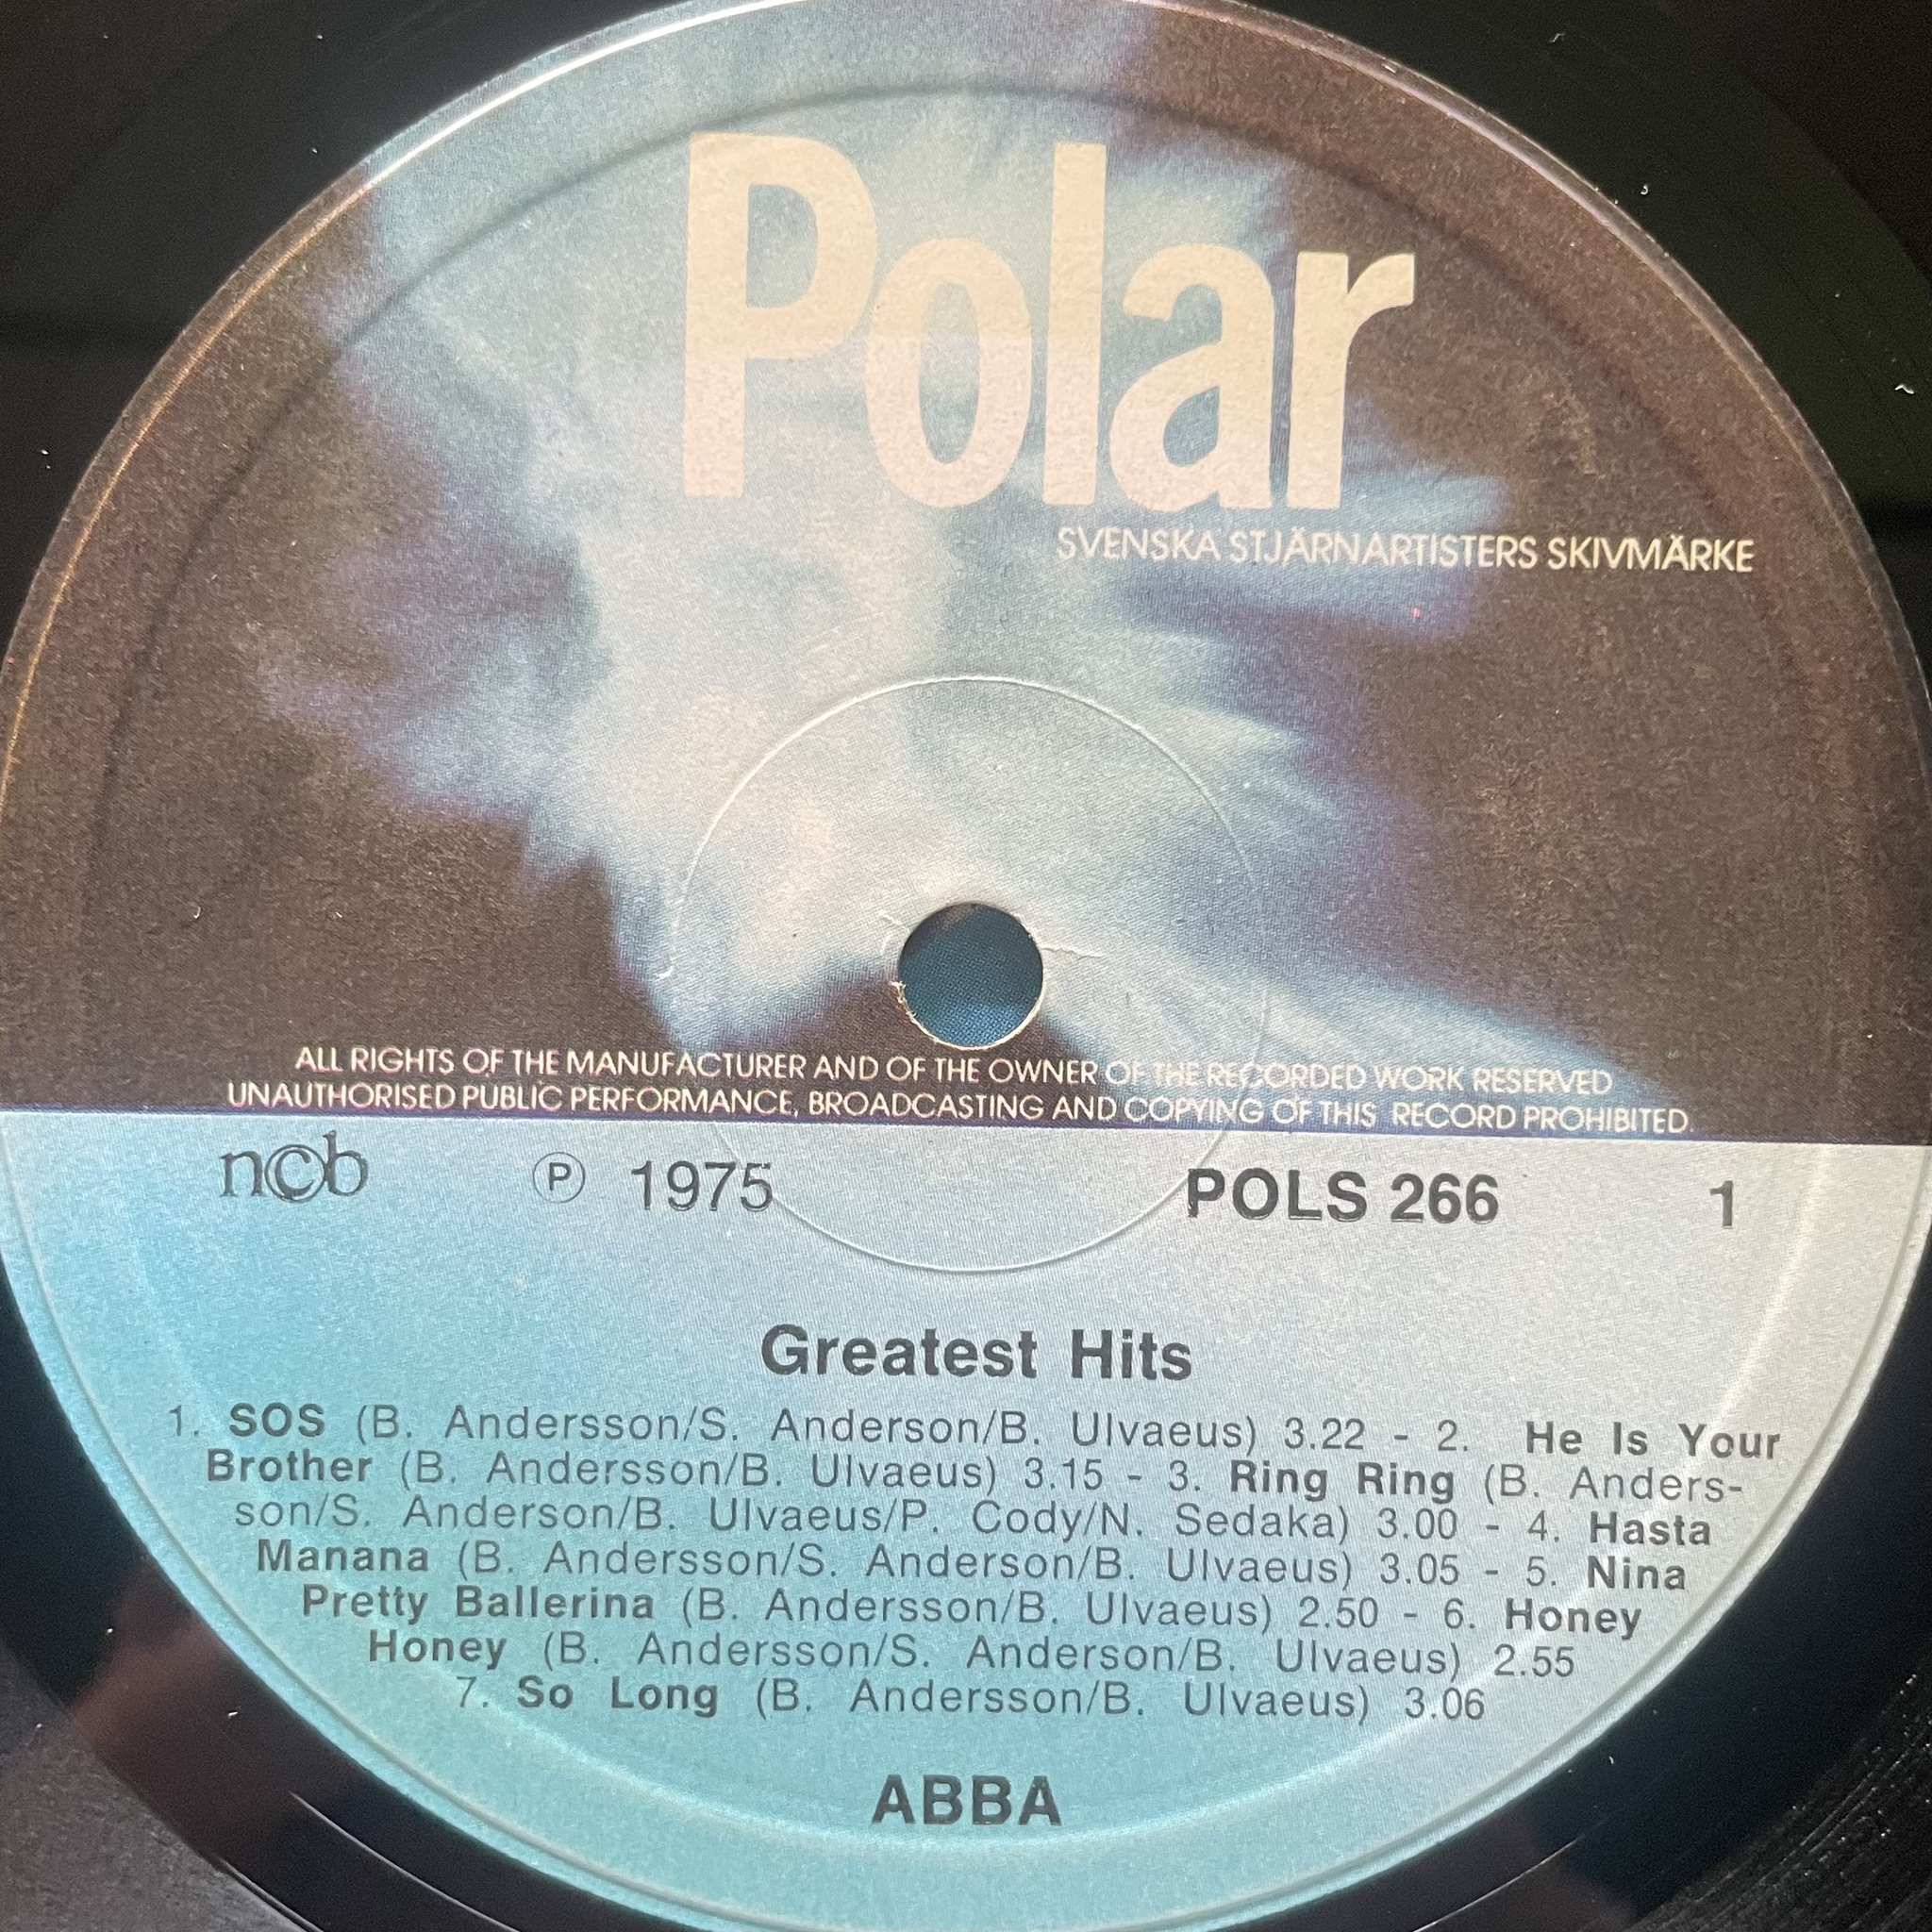 Polar
SVENSKA STJÄRNARTISTERS SKIVMÄRKE
ALL RIGHTS OF THE MANUFACTURER AND OF THE OWNER OF THE RECORDED WORK RESERVED
UNAUTHORISED PUBLIC PERFORMANCE, BROADCASTING AND COPYING OF THIS RECORD PROHIBITED.
n©b ℗ 1975 POLS 266 1
Greatest Hits
1. SOS (B. Andersson/S. Anderson/B. Ulvaeus) 3.22 - 2. He Is Your
Brother (B. Andersson/B. Ulvaeus) 3.15 - 3. Ring Ring (B. Anders-
son/S. Anderson/B. Ulvaeus/P. Cody/N. Sedaka) 3.00 - 4. Hasta
Manana (B. Andersson/S. Anderson/B. Ulvaeus) 3.05 - 5. Nina
Pretty Ballerina (B. Andersson/B. Ulvaeus) 2.50 - 6. Honey
Honey (B. Andersson/S. Anderson/B. Ulvaeus) 2.55
7. So Long (B. Andersson/B. Ulvaeus) 3.06
ABBA